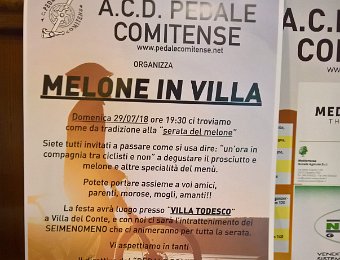 A.C.D. PEDALE
COMITENSE
www.pedalecomitense.net
ORGANIZZA
MELONE IN VILLA
Domenica 29/07/18 ore 19:30 ci troviamo
come da tradizione alla "serata del melone"
Siete tutti invitati a passare come si usa dire: "un'ora in
compagnia tra ciclisti e non" a degustare il prosciutto e
melone e altre specialità del menù.
Potete portare assieme a voi amici,
parenti, morose, mogli, amanti!!
La festa avrà luogo presso "VILLA TODESCO"
a Villa del Conte, e con noi ci sarà l'intrattenimento dei
SEIMENOMENO che ci animeranno per tutta la serata.
Vi aspettiamo in tanti
A.C.
COM
www.p
MED